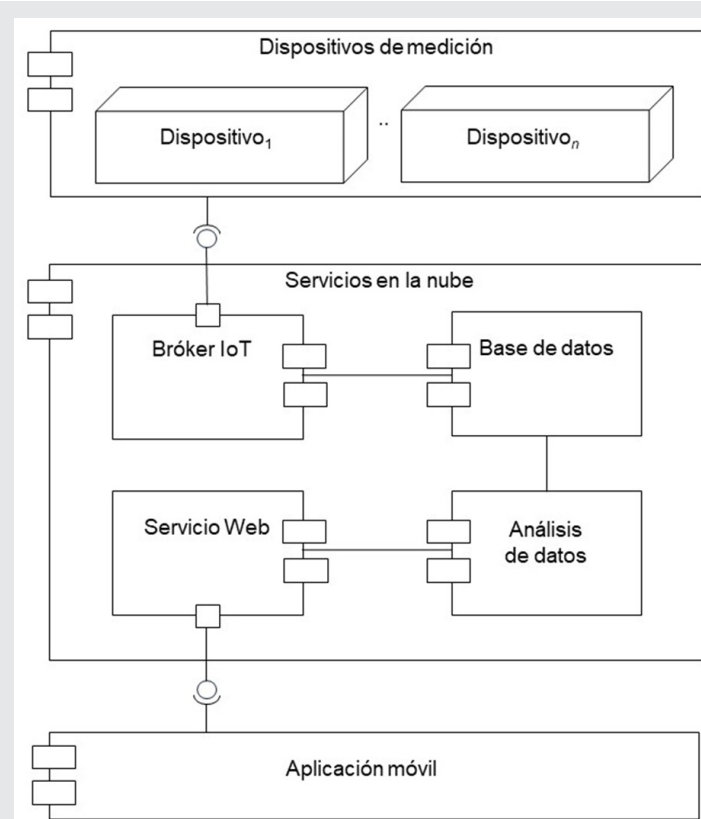 Dispositivos de medición
Dispositivo1
..
Dispositivon
Servicios en la nube
Bróker IoT
Base de datos
Servicio Web
Análisis
de datos
Aplicación móvil